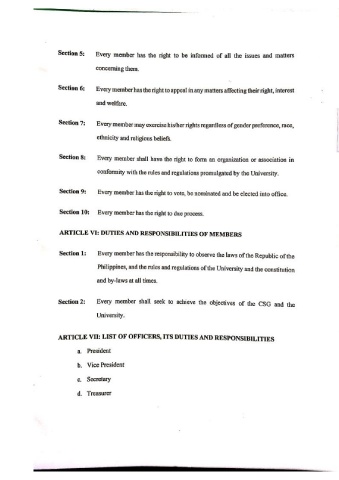 Section 5: Every member has the right to be informed of all the issues and matters
concerning them.
Section 6: Every member has the right to appeal in any matters affecting their right, interest
and welfare.
Section 7: Every member may exercise his/her rights regardless of gender preference, race,
ethnicity and religious beliefs.
Section 8: Every member shall have the right to form an organization or association in
conformity with the rules and regulations promulgated by the University.
Section 9: Every member has the right to vote, be nominated and be elected into office.
Section 10: Every member has the right to due process.
ARTICLE VI: DUTIES AND RESPONSIBILITIES OF MEMBERS
Section 1: Every member has the responsibility to observe the laws of the Republic of the
Philippines, and the rules and regulations of the University and the constitution
and by-laws at all times.
Section 2: Every member shall seek to achieve the objectives of the CSG and the
University.
ARTICLE VII: LIST OF OFFICERS, ITS DUTIES AND RESPONSIBILITIES
a. President
b. Vice President
c. Secretary
d. Treasurer